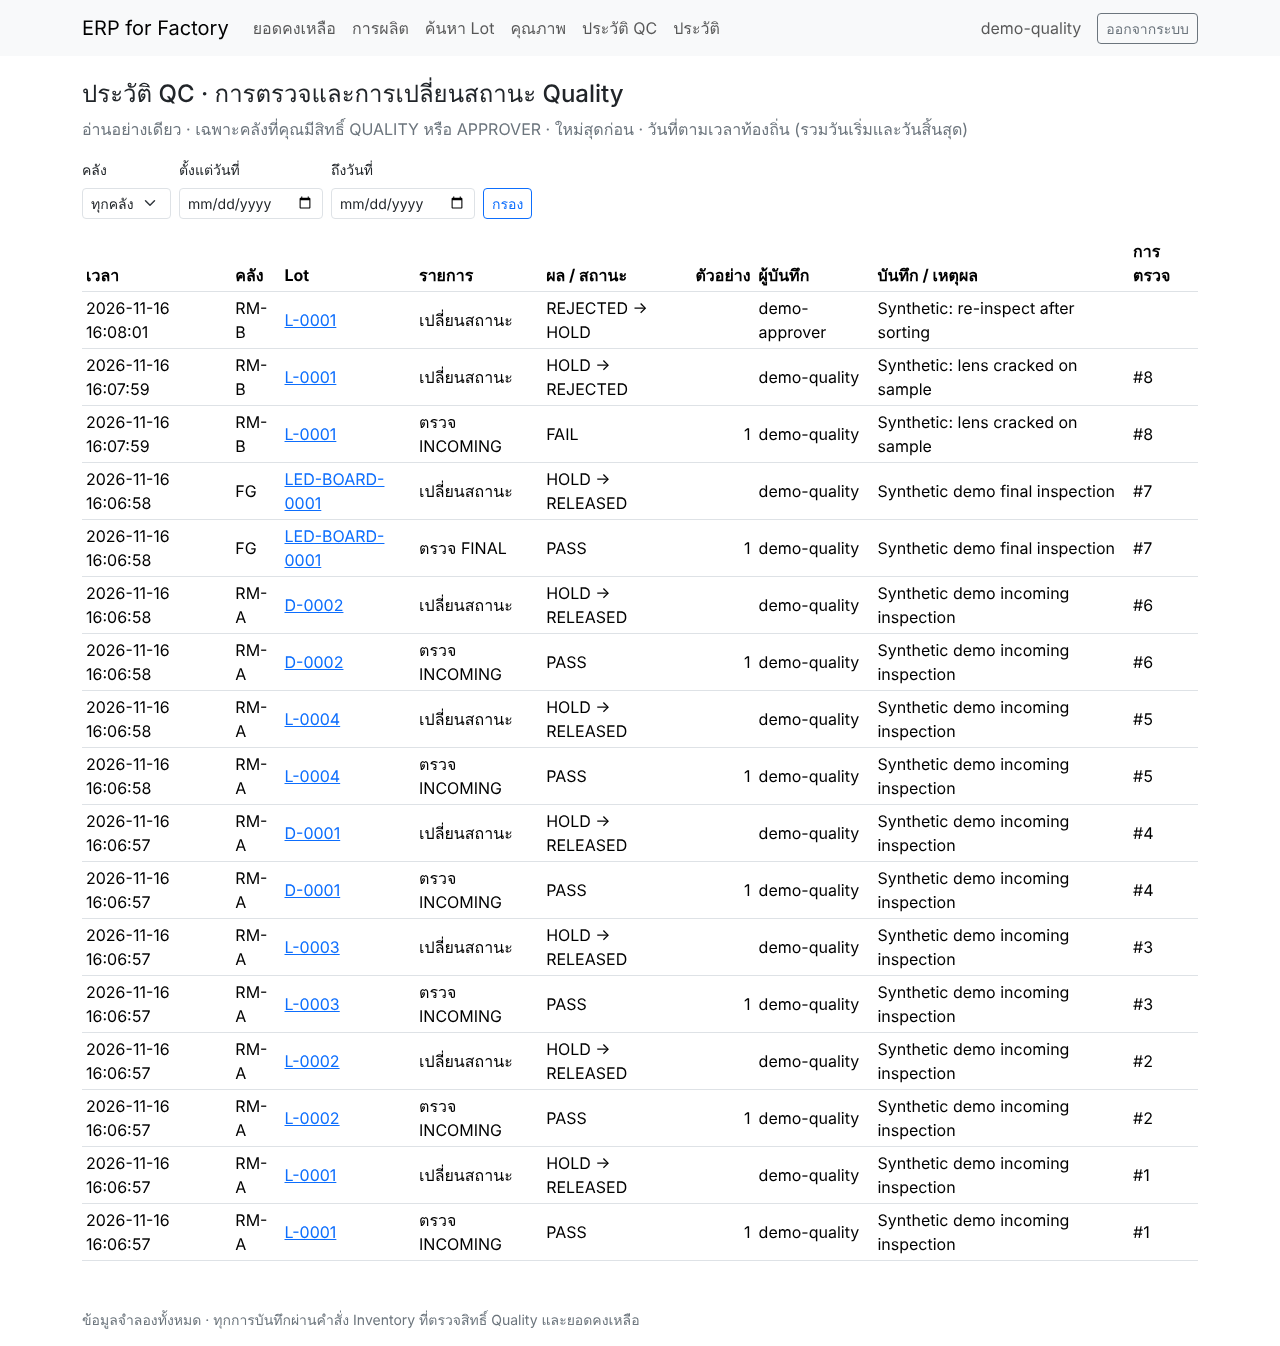 ERP for Factory ยอดคงเหลือ การผลิต ค้นหา Lot คุณภาพ ประวัติ QC ประวัติ demo-quality ออกจากระบบ
ประวัติ QC · การตรวจและการเปลี่ยนสถานะ Quality
อ่านอย่างเดียว · เฉพาะคลังที่คุณมีสิทธิ์ QUALITY หรือ APPROVER · ใหม่สุดก่อน · วันที่ตามเวลาท้องถิ่น (รวมวันเริ่มและวันสิ้นสุด)
คลัง ตั้งแต่วันที่ ถึงวันที่
ทุกคลัง mm/dd/yyyy mm/dd/yyyy กรอง
เวลา คลัง Lot รายการ ผล / สถานะ ตัวอย่าง ผู้บันทึก บันทึก / เหตุผล การ
ตรวจ
2026-11-16 RM- L-0001 เปลี่ยนสถานะ REJECTED → demo- Synthetic: re-inspect after
16:08:01 B HOLD approver sorting
2026-11-16 RM- L-0001 เปลี่ยนสถานะ HOLD → demo-quality Synthetic: lens cracked on #8
16:07:59 B REJECTED sample
2026-11-16 RM- L-0001 ตรวจ FAIL 1 demo-quality Synthetic: lens cracked on #8
16:07:59 B INCOMING sample
2026-11-16 FG LED-BOARD- เปลี่ยนสถานะ HOLD → demo-quality Synthetic demo final inspection #7
16:06:58 0001 RELEASED
2026-11-16 FG LED-BOARD- ตรวจ FINAL PASS 1 demo-quality Synthetic demo final inspection #7
16:06:58 0001
2026-11-16 RM- D-0002 เปลี่ยนสถานะ HOLD → demo-quality Synthetic demo incoming #6
16:06:58 A RELEASED inspection
2026-11-16 RM- D-0002 ตรวจ PASS 1 demo-quality Synthetic demo incoming #6
16:06:58 A INCOMING inspection
2026-11-16 RM- L-0004 เปลี่ยนสถานะ HOLD → demo-quality Synthetic demo incoming #5
16:06:58 A RELEASED inspection
2026-11-16 RM- L-0004 ตรวจ PASS 1 demo-quality Synthetic demo incoming #5
16:06:58 A INCOMING inspection
2026-11-16 RM- D-0001 เปลี่ยนสถานะ HOLD → demo-quality Synthetic demo incoming #4
16:06:57 A RELEASED inspection
2026-11-16 RM- D-0001 ตรวจ PASS 1 demo-quality Synthetic demo incoming #4
16:06:57 A INCOMING inspection
2026-11-16 RM- L-0003 เปลี่ยนสถานะ HOLD → demo-quality Synthetic demo incoming #3
16:06:57 A RELEASED inspection
2026-11-16 RM- L-0003 ตรวจ PASS 1 demo-quality Synthetic demo incoming #3
16:06:57 A INCOMING inspection
2026-11-16 RM- L-0002 เปลี่ยนสถานะ HOLD → demo-quality Synthetic demo incoming #2
16:06:57 A RELEASED inspection
2026-11-16 RM- L-0002 ตรวจ PASS 1 demo-quality Synthetic demo incoming #2
16:06:57 A INCOMING inspection
2026-11-16 RM- L-0001 เปลี่ยนสถานะ HOLD → demo-quality Synthetic demo incoming #1
16:06:57 A RELEASED inspection
2026-11-16 RM- L-0001 ตรวจ PASS 1 demo-quality Synthetic demo incoming #1
16:06:57 A INCOMING inspection
ข้อมูลจำลองทั้งหมด · ทุกการบันทึกผ่านคำสั่ง Inventory ที่ตรวจสิทธิ์ Quality และยอดคงเหลือ